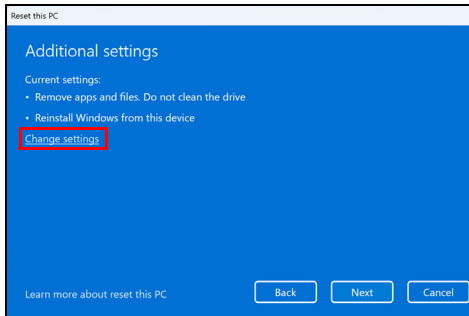 Reset this PC
Additional settings
Current settings:
• Remove apps and files. Do not clean the drive
• Reinstall Windows from this device
Change settings
Learn more about reset this PC
Back
Next
Cancel